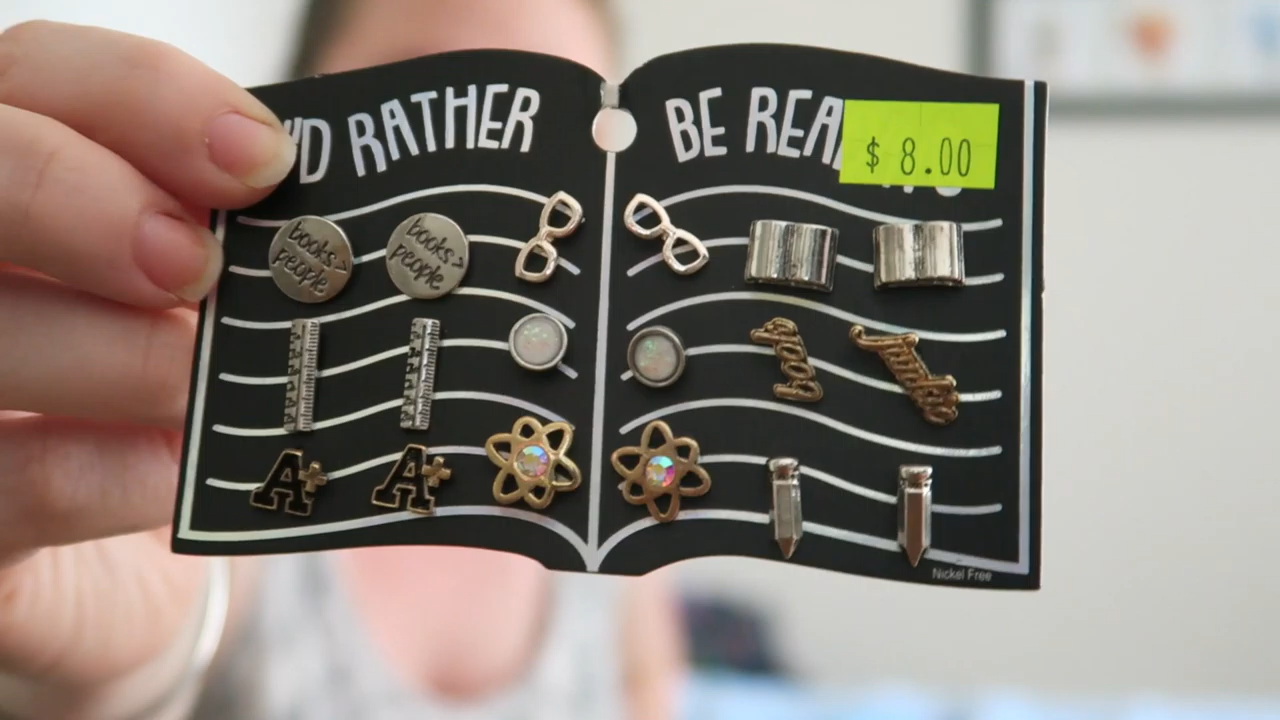 I'D RATHER
BE REA
$ 8.00
books>
people
books>
people
book
junkie
A+
A+
Nickel Free